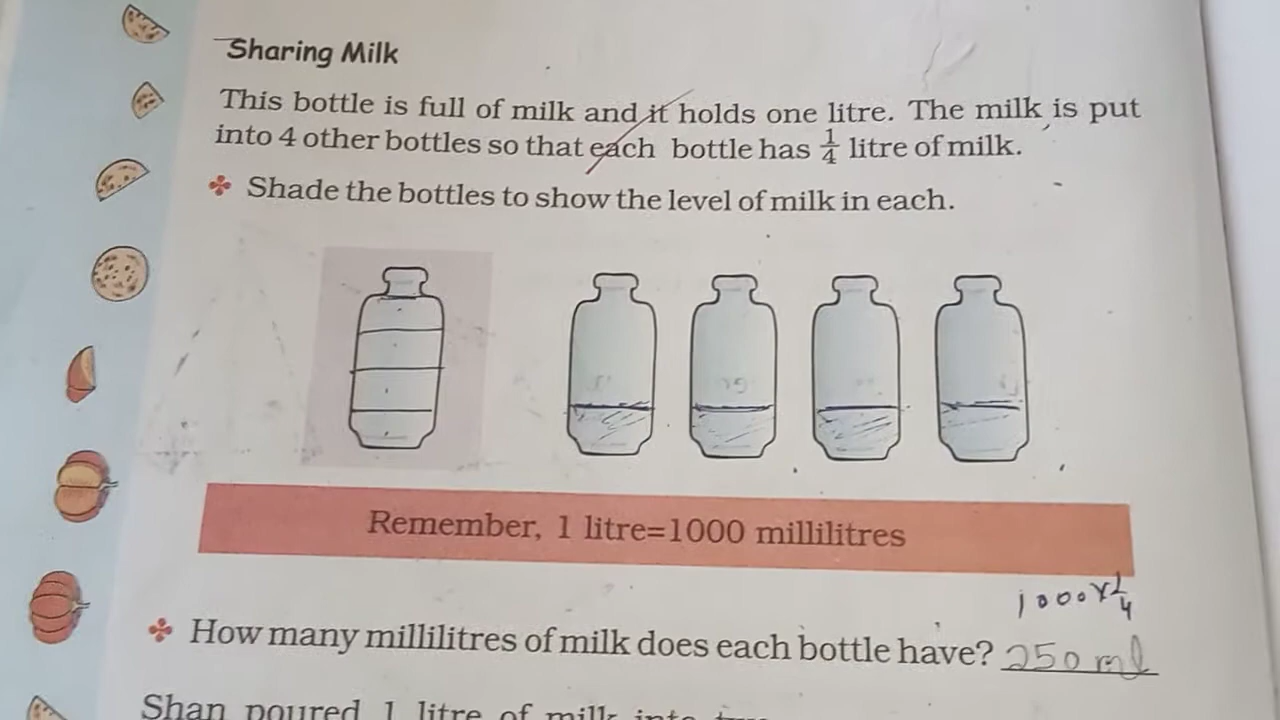 Sharing Milk
This bottle is full of milk and it holds one litre. The milk is put
into 4 other bottles so that each bottle has 1/4 litre of milk.
Shade the bottles to show the level of milk in each.
Remember, 1 litre=1000 millilitres
1000x1/4
How many millilitres of milk does each bottle have? 250 ml
Shan poured 1 litre of milk into